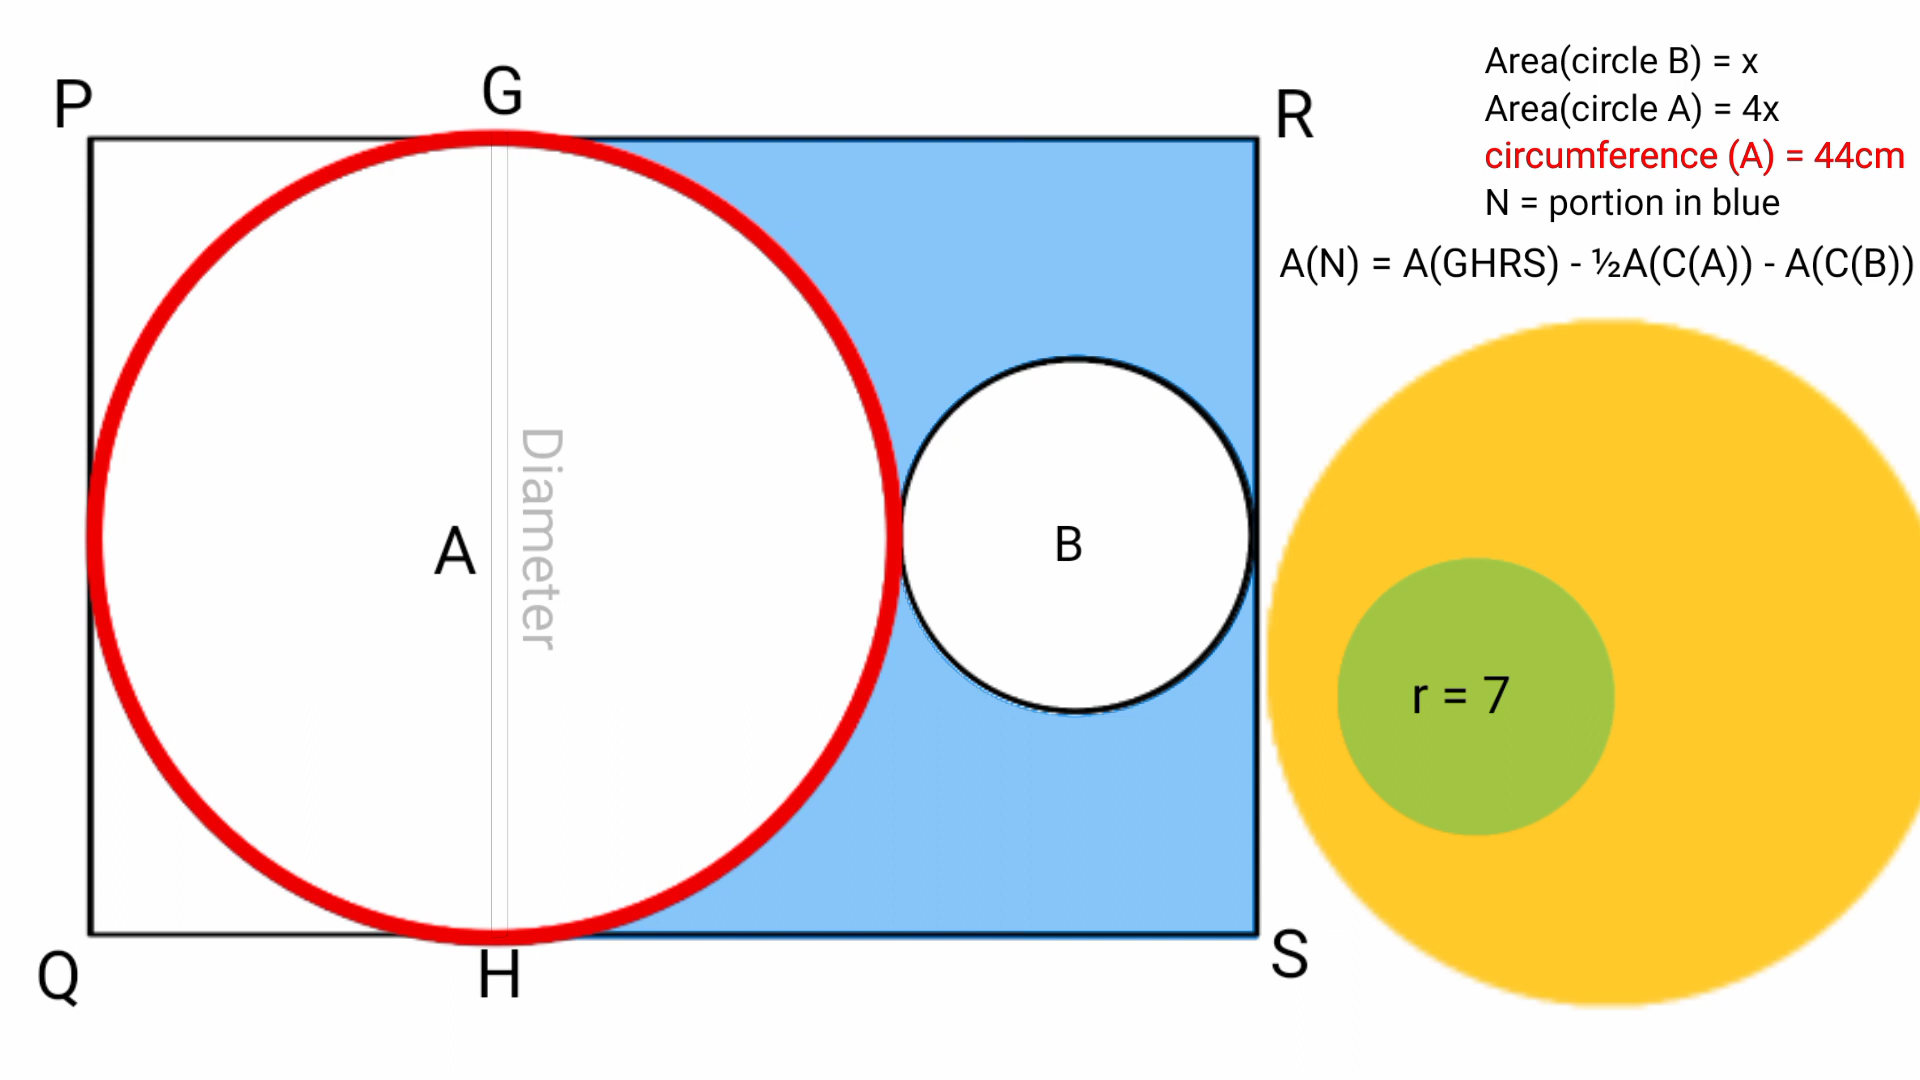 P
G
R
Area(circle B) = x
Area(circle A) = 4x
circumference (A) = 44cm
N = portion in blue
A(N) = A(GHRS) - ½A(C(A)) - A(C(B))
Diameter
A
B
r = 7
Q
H
S